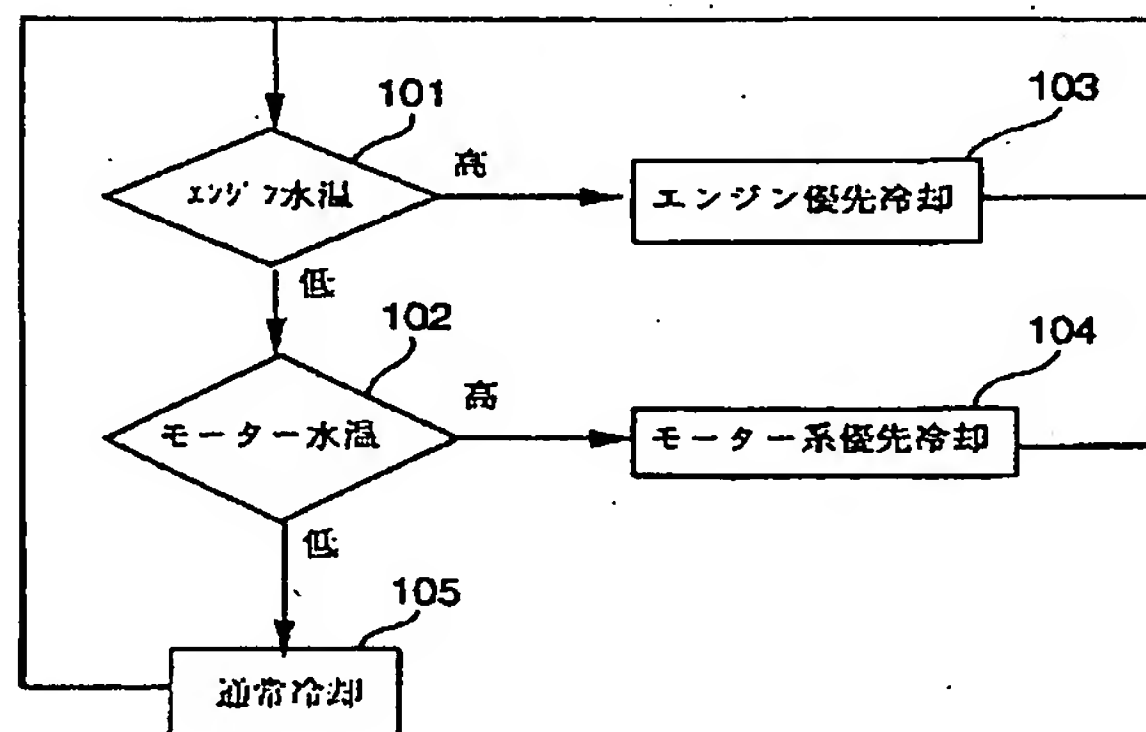 101
103
エンジン水温
高
エンジン優先冷却
低
102
104
高
モーター水温
モーター系優先冷却
低
105
通常冷却